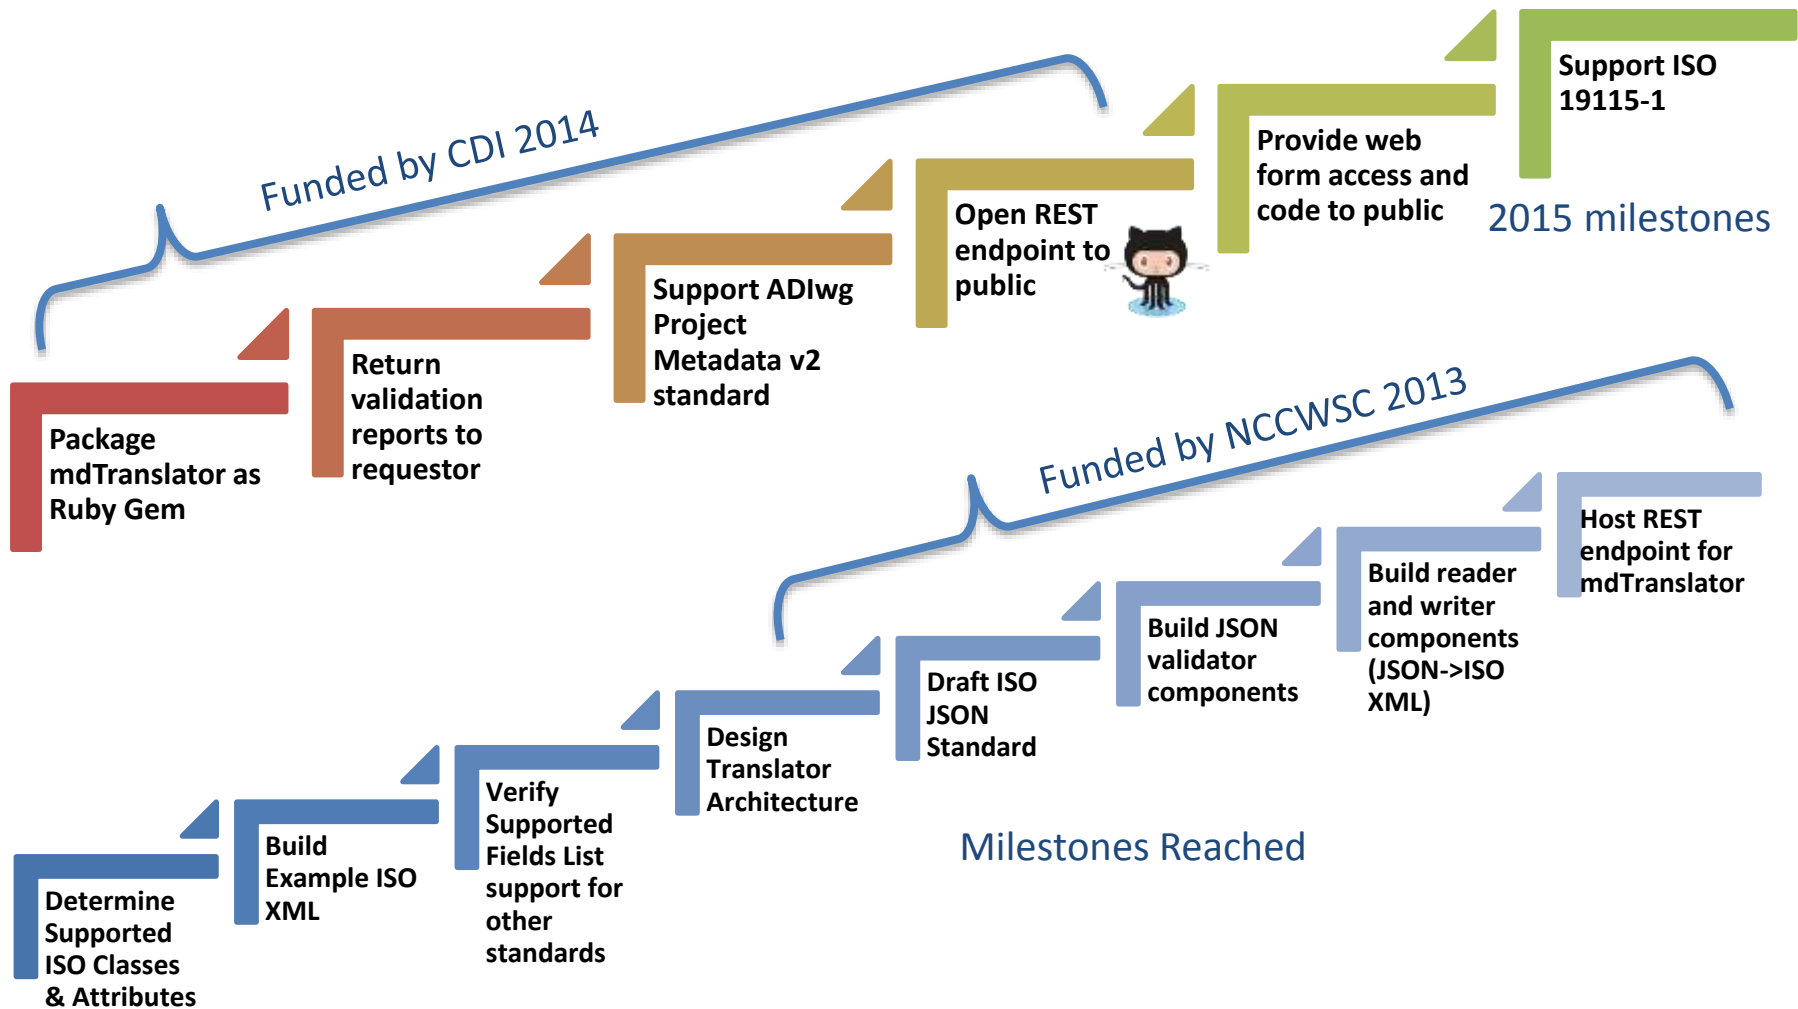 Funded by CDI 2014
Package
mdTranslator as
Ruby Gem
Return
validation
reports to
requestor
Support ADIwg
Project
Metadata v2
standard
Open REST
endpoint to
public
Provide web
form access and
code to public
Support ISO
19115-1
2015 milestones
Funded by NCCWSC 2013
Determine
Supported
ISO Classes
& Attributes
Build
Example ISO
XML
Verify
Supported
Fields List
support for
other
standards
Design
Translator
Architecture
Draft ISO
JSON
Standard
Build JSON
validator
components
Build reader
and writer
components
(JSON->ISO
XML)
Host REST
endpoint for
mdTranslator
Milestones Reached